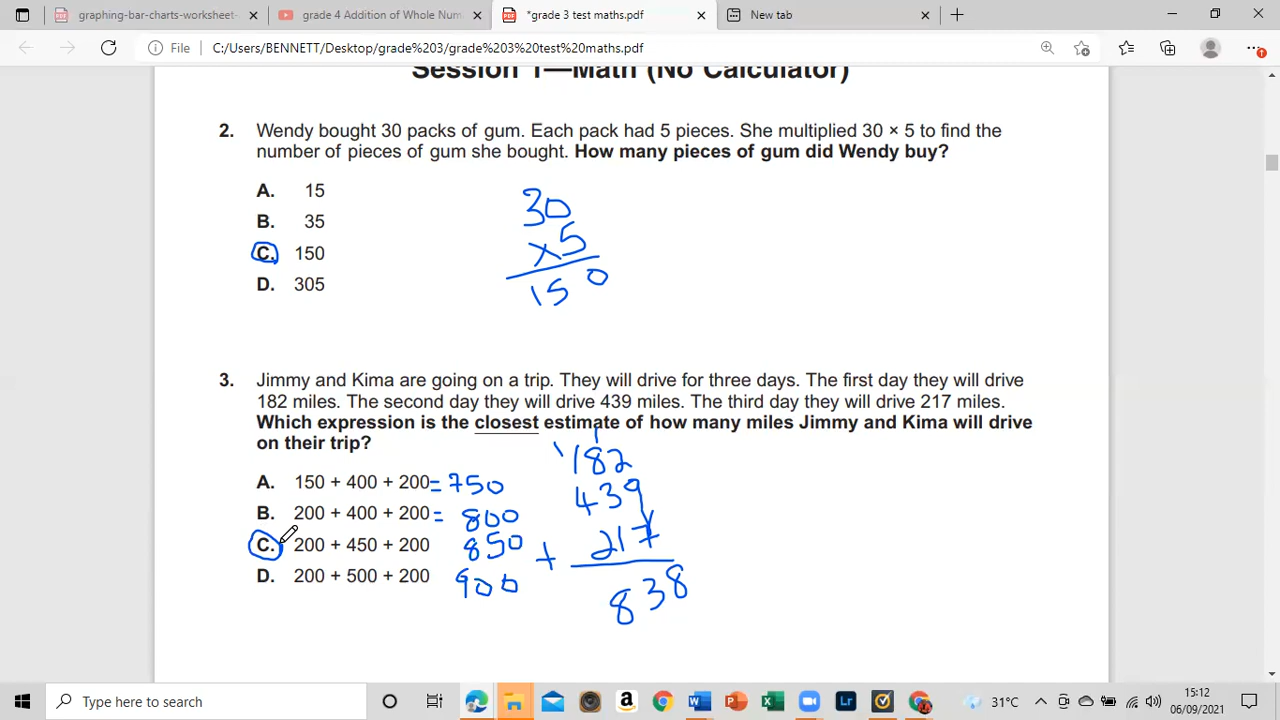 graphing-bar-charts-worksheet-
grade 4 Addition of Whole Num
*grade 3 test maths.pdf
New tab
File
C:/Users/BENNETT/Desktop/grade%203/grade%203%20test%20maths.pdf
Session 1—Math (No Calculator)
2. Wendy bought 30 packs of gum. Each pack had 5 pieces. She multiplied 30 × 5 to find the
number of pieces of gum she bought. How many pieces of gum did Wendy buy?
A. 15
B. 35
C. 150
D. 305
30
×5
150
3. Jimmy and Kima are going on a trip. They will drive for three days. The first day they will drive
182 miles. The second day they will drive 439 miles. The third day they will drive 217 miles.
Which expression is the closest estimate of how many miles Jimmy and Kima will drive
on their trip?
A. 150 + 400 + 200 = 750
B. 200 + 400 + 200 = 800
C. 200 + 450 + 200 850
D. 200 + 500 + 200 900
1 1
182
439
+ 217
838
Type here to search
31°C
15:12
06/09/2021